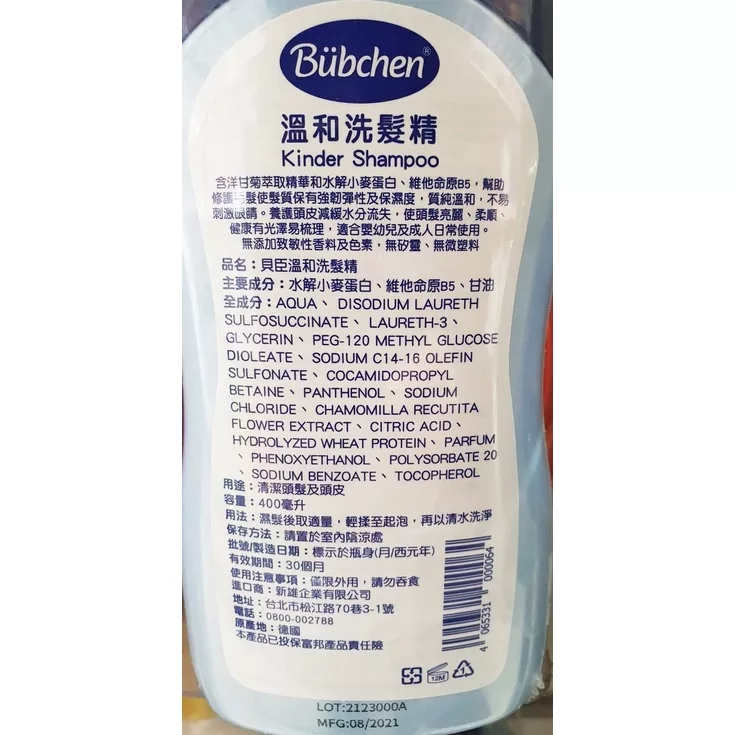 Bübchen®
溫和洗髮精
Kinder Shampoo
含洋甘菊萃取精華和水解小麥蛋白、維他命原B5，幫助
修護毛髮使髮質保有強韌彈性及保濕度，質純溫和，不易
刺激眼睛。養護頭皮減緩水分流失，使頭髮亮麗、柔順、
健康有光澤易梳理，適合嬰幼兒及成人日常使用。
無添加致敏性香料及色素，無矽靈、無微塑料
品名：貝臣溫和洗髮精
主要成分：水解小麥蛋白、維他命原B5、甘油
全成分：AQUA、 DISODIUM LAURETH
SULFOSUCCINATE、 LAURETH-3、
GLYCERIN、 PEG-120 METHYL GLUCOSE
DIOLEATE、 SODIUM C14-16 OLEFIN
SULFONATE、 COCAMIDOPROPYL
BETAINE、 PANTHENOL、 SODIUM
CHLORIDE、 CHAMOMILLA RECUTITA
FLOWER EXTRACT、 CITRIC ACID、
HYDROLYZED WHEAT PROTEIN、 PARFUM
、 PHENOXYETHANOL、 POLYSORBATE 20
、 SODIUM BENZOATE、 TOCOPHEROL
用途：清潔頭髮及頭皮
容量：400毫升
用法：濕髮後取適量，輕揉至起泡，再以清水洗淨
保存方法：請置於室內陰涼處
批號/製造日期：標示於瓶身(月/西元年)
有效期間：30個月
使用注意事項：僅限外用，請勿吞食
進口商：新雄企業有限公司
地址：台北市松江路70巷3-1號
電話：0800-002788
原產地：德國
本產品已投保富邦產品責任險
4 065331 000064
12M
1
LOT:2123000A
MFG:08/2021